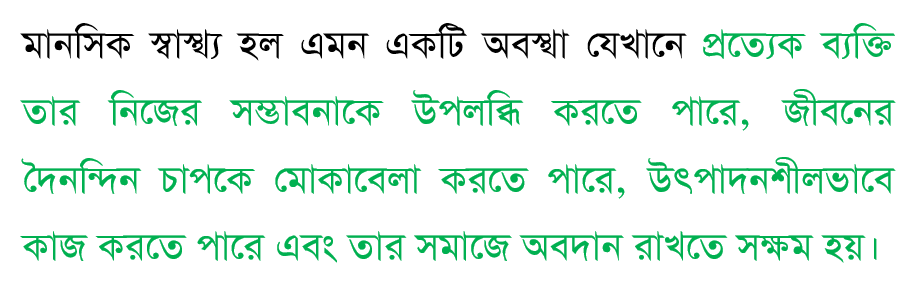 মানসিক স্বাস্থ্য হল এমন একটি অবস্থা যেখানে প্রত্যেক ব্যক্তি
তার নিজের সম্ভাবনাকে উপলব্ধি করতে পারে, জীবনের
দৈনন্দিন চাপকে মোকাবেলা করতে পারে, উৎপাদনশীলভাবে
কাজ করতে পারে এবং তার সমাজে অবদান রাখতে সক্ষম হয়।